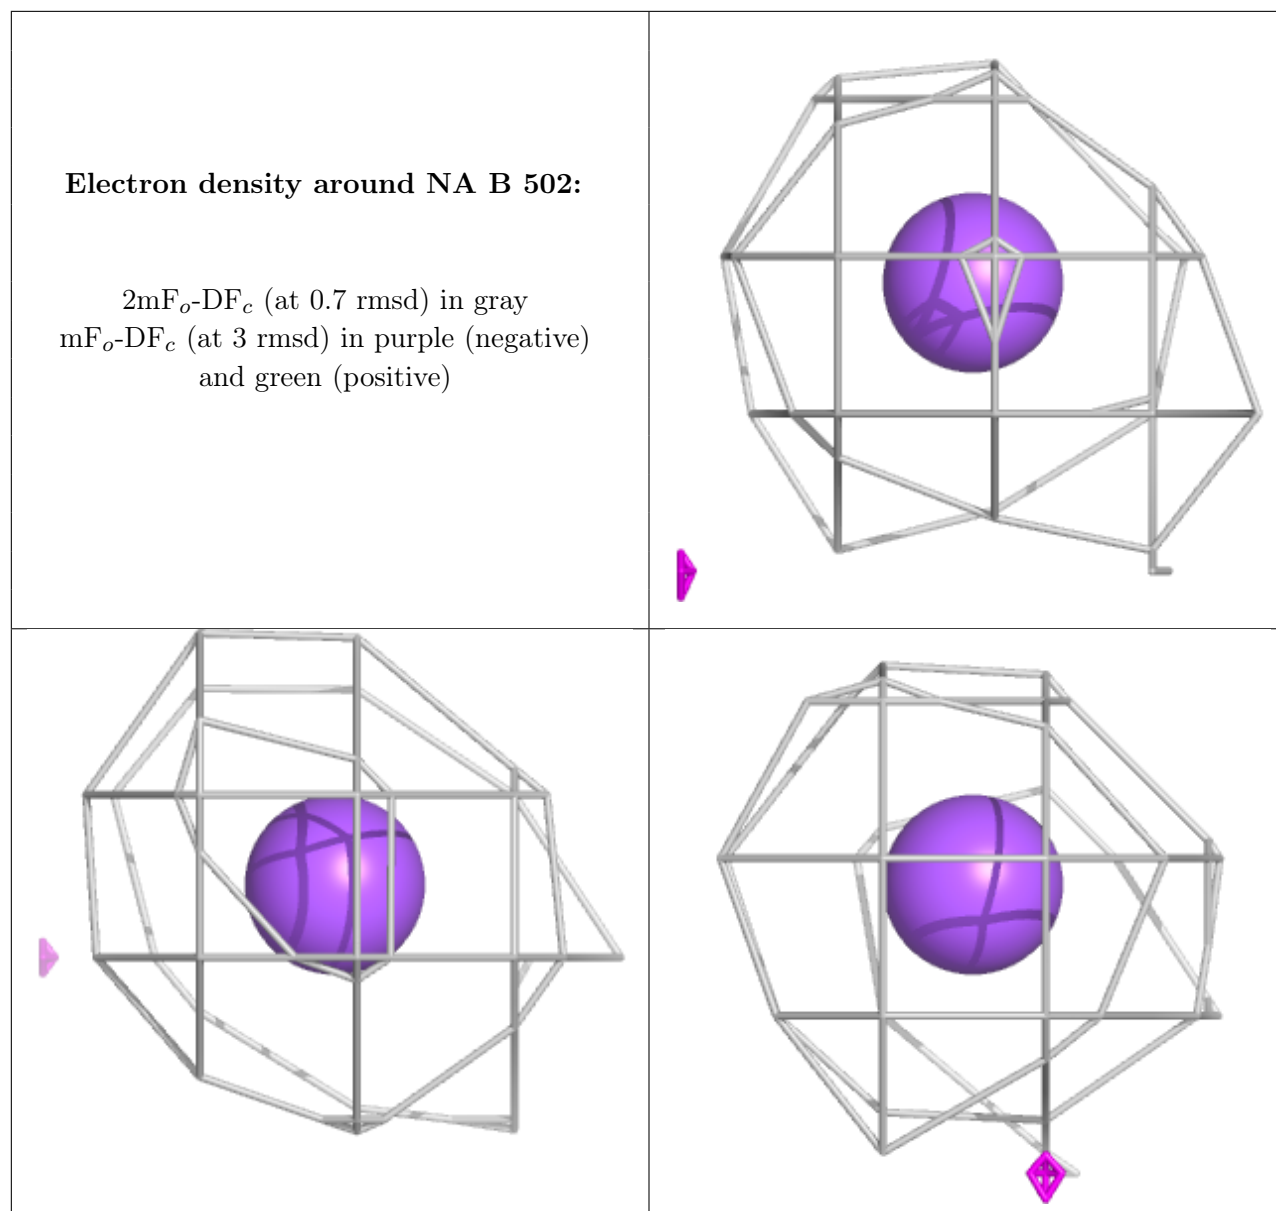 Electron density around NA B 502:
2mFo-DFc (at 0.7 rmsd) in gray
mFo-DFc (at 3 rmsd) in purple (negative)
and green (positive)